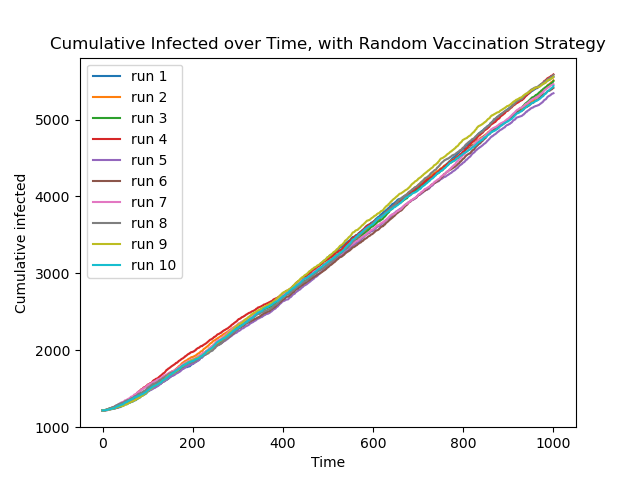 Cumulative Infected over Time, with Random Vaccination Strategy
run 1
run 2
run 3
run 4
run 5
run 6
run 7
run 8
run 9
run 10
Cumulative infected
5000
4000
3000
2000
1000
0 200 400 600 800 1000
Time